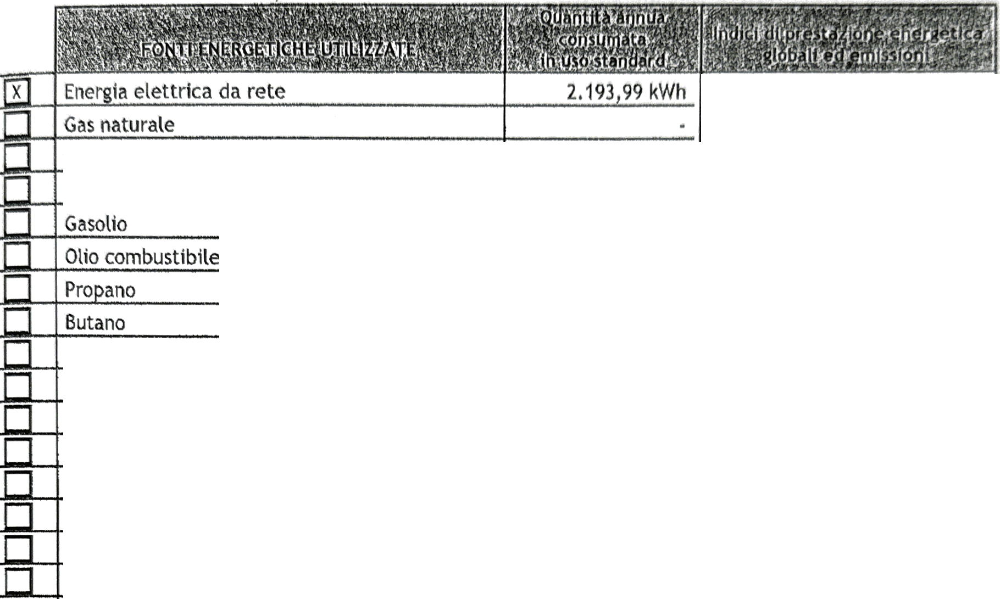 FONTI ENERGETICHE UTILIZZATE
Quantità annua
consumata
in uso standard
Indici di prestazione energetica
globali ed emissioni
X Energia elettrica da rete 2.193,99 kWh
Gas naturale -
Gasolio
Olio combustibile
Propano
Butano